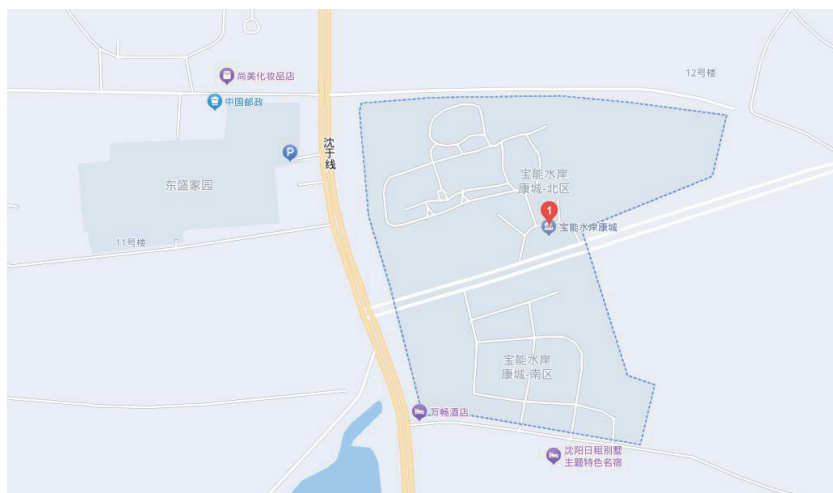 尚美化妆品店
12号楼
中国邮政
沈于线
P
东盛家园
宝能水岸
康城-北区
1
宝能水岸康城
11号楼
宝能水岸
康城-南区
万畅酒店
沈阳日租别墅
主题特色名宿